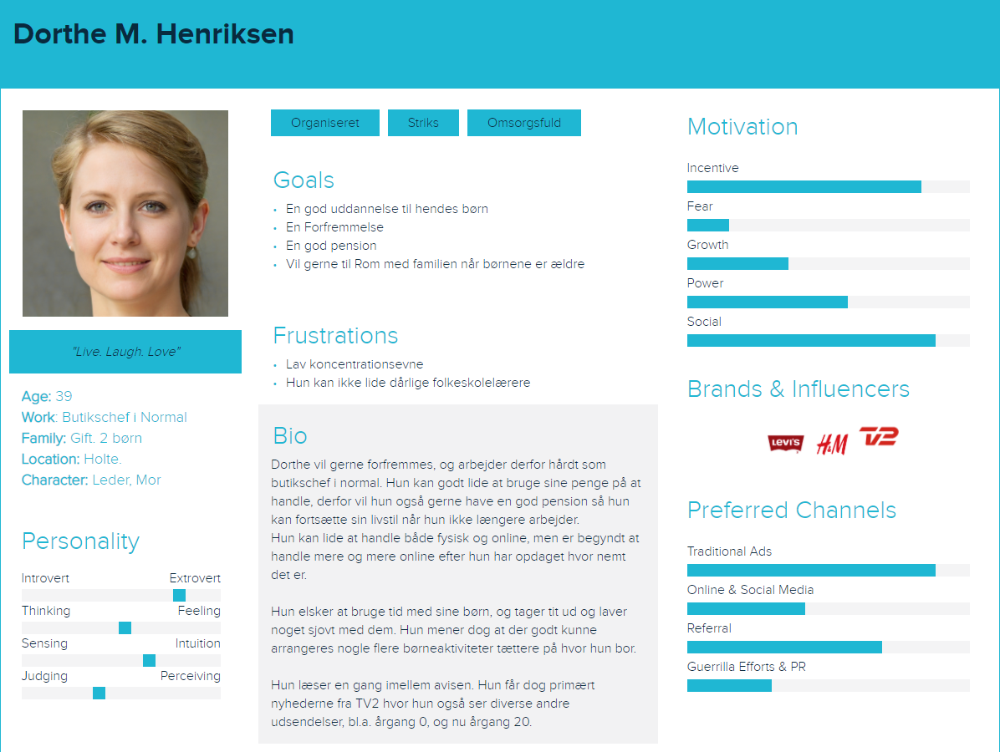 Dorthe M. Henriksen
"Live. Laugh. Love"
Age: 39
Work: Butikschef i Normal
Family: Gift. 2 børn
Location: Holte.
Character: Leder, Mor
Personality
Introvert Extrovert
Thinking Feeling
Sensing Intuition
Judging Perceiving
Organiseret Striks Omsorgsfuld
Goals
En god uddannelse til hendes børn
En Forfremmelse
En god pension
Vil gerne til Rom med familien når børnene er ældre
Frustrations
Lav koncentrationsevne
Hun kan ikke lide dårlige folkeskolelærere
Bio
Dorthe vil gerne forfremmes, og arbejder derfor hårdt som
butikschef i normal. Hun kan godt lide at bruge sine penge på at
handle, derfor vil hun også gerne have en god pension så hun
kan fortsætte sin livstil når hun ikke længere arbejder.
Hun kan lide at handle både fysisk og online, men er begyndt at
handle mere og mere online efter hun har opdaget hvor nemt
det er.
Hun elsker at bruge tid med sine børn, og tager tit ud og laver
noget sjovt med dem. Hun mener dog at der godt kunne
arrangeres nogle flere børneaktiviteter tættere på hvor hun bor.
Hun læser en gang imellem avisen. Hun får dog primært
nyhederne fra TV2 hvor hun også ser diverse andre
udsendelser, bl.a. årgang 0, og nu årgang 20.
Motivation
Incentive
Fear
Growth
Power
Social
Brands & Influencers
LEVI'S H&M TV2
Preferred Channels
Traditional Ads
Online & Social Media
Referral
Guerrilla Efforts & PR